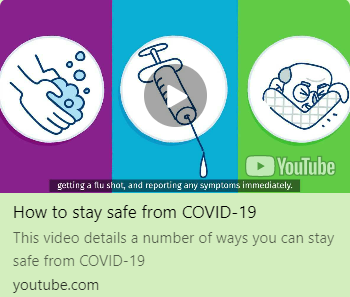 YouTube
getting a flu shot, and reporting any symptoms immediately.
How to stay safe from COVID-19
This video details a number of ways you can stay
safe from COVID-19
youtube.com